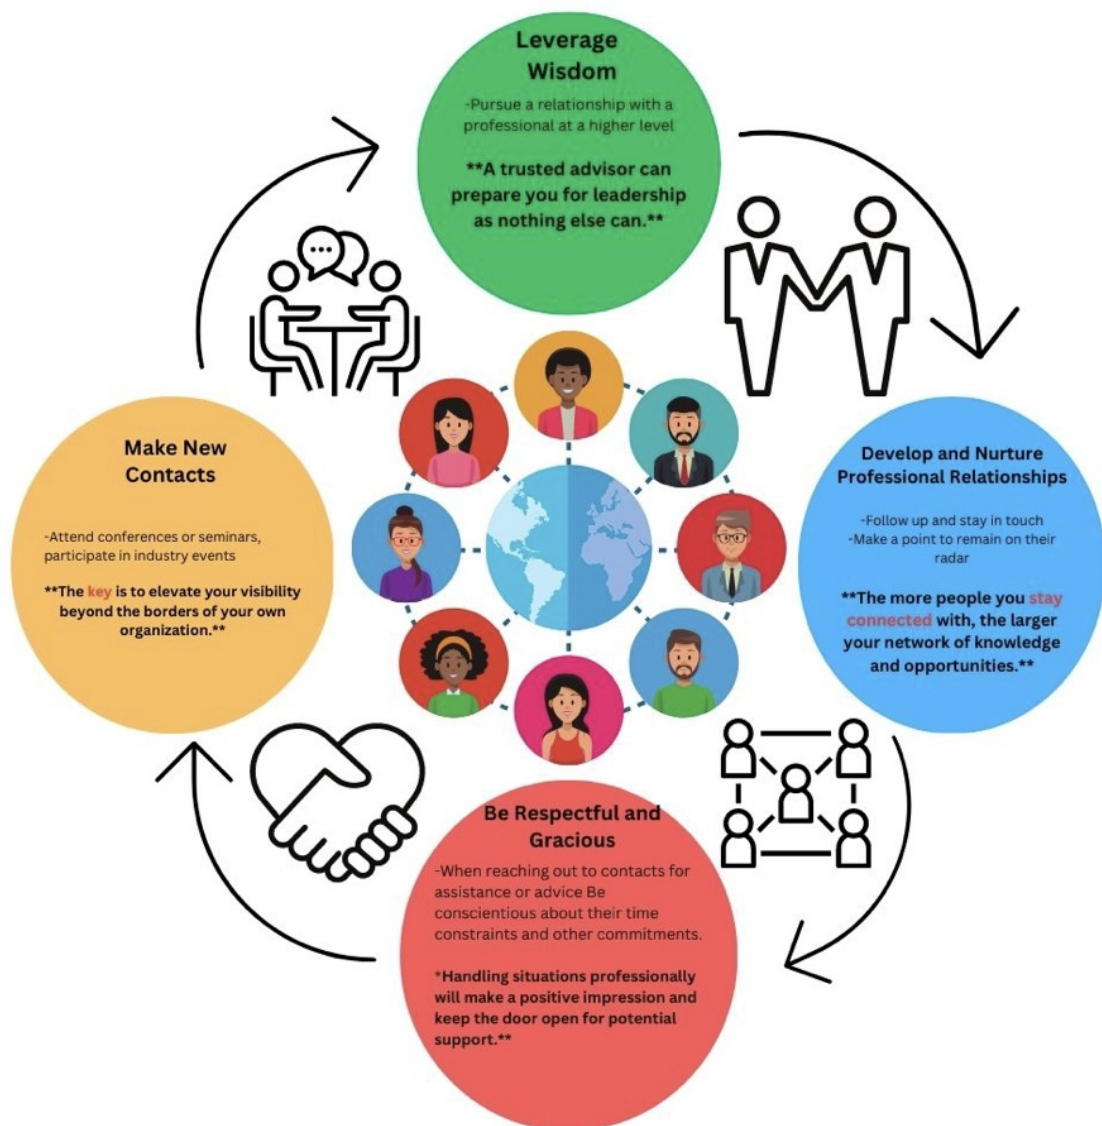 Leverage
Wisdom
-Pursue a relationship with a
professional at a higher level
**A trusted advisor can
prepare you for leadership
as nothing else can.**
Develop and Nurture
Professional Relationships
-Follow up and stay in touch
-Make a point to remain on their
radar
**The more people you stay
connected with, the larger
your network of knowledge
and opportunities.**
Be Respectful and
Gracious
-When reaching out to contacts for
assistance or advice Be
conscientious about their time
constraints and other commitments.
*Handling situations professionally
will make a positive impression and
keep the door open for potential
support.**
Make New
Contacts
-Attend conferences or seminars,
participate in industry events
**The key is to elevate your visibility
beyond the borders of your own
organization.**